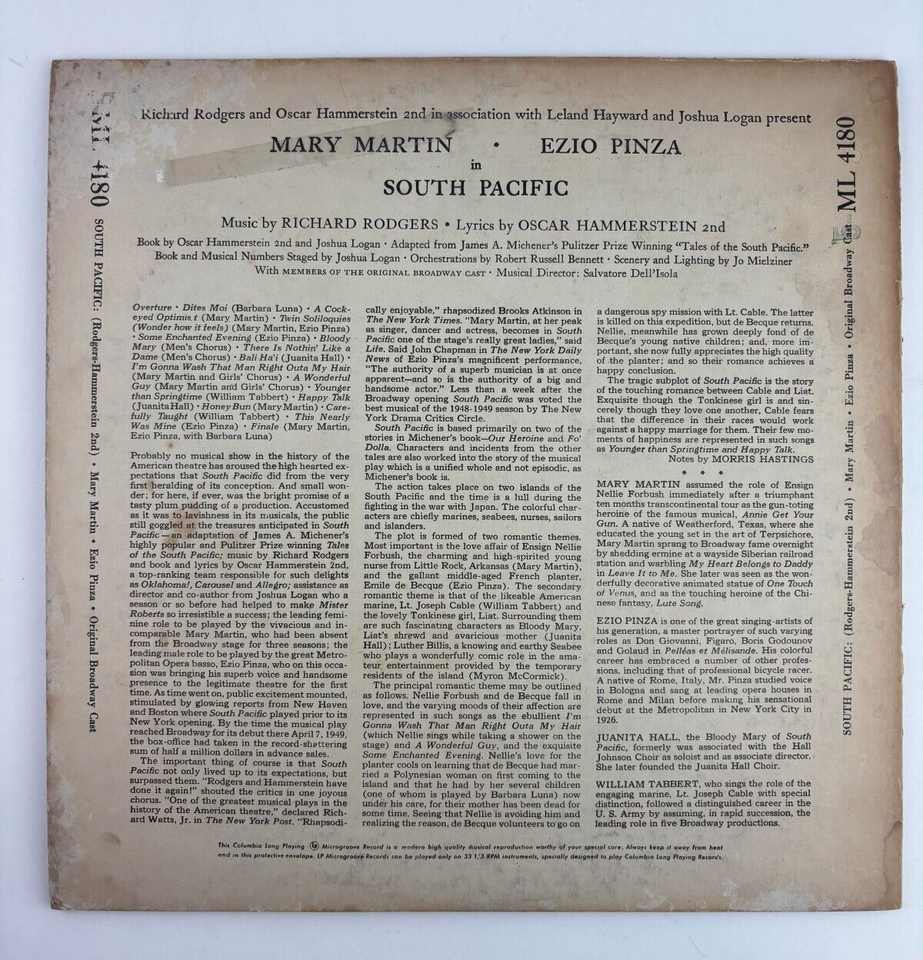 Richard Rodgers and Oscar Hammerstein 2nd in association with Leland Hayward and Joshua Logan present
MARY MARTIN • EZIO PINZA
in
SOUTH PACIFIC
Music by RICHARD RODGERS • Lyrics by OSCAR HAMMERSTEIN 2nd
Book by Oscar Hammerstein 2nd and Joshua Logan • Adapted from James A. Michener's Pulitzer Prize Winning "Tales of the South Pacific."
Book and Musical Numbers Staged by Joshua Logan • Orchestrations by Robert Russell Bennett • Scenery and Lighting by Jo Mielziner
With MEMBERS OF THE ORIGINAL BROADWAY CAST • Musical Director: Salvatore Dell'Isola
Overture • Dites Moi (Barbara Luna) • A Cock-
eyed Optimist (Mary Martin) • Twin Soliloquies
(Wonder how it feels) (Mary Martin, Ezio Pinza)
• Some Enchanted Evening (Ezio Pinza) • Bloody
Mary (Men's Chorus) • There Is Nothin' Like a
Dame (Men's Chorus) • Bali Ha'i (Juanita Hall) •
I'm Gonna Wash That Man Right Outa My Hair
(Mary Martin and Girls' Chorus) • A Wonderful
Guy (Mary Martin and Girls' Chorus) • Younger
than Springtime (William Tabbert) • Happy Talk
(Juanita Hall) • Honey Bun (Mary Martin) • Care-
fully Taught (William Tabbert) • This Nearly
Was Mine (Ezio Pinza) • Finale (Mary Martin,
Ezio Pinza, with Barbara Luna)
Probably no musical show in the history of the
American theatre has aroused the high hearted ex-
pectations that South Pacific did from the very
first heralding of its conception. And small won-
der; for here, if ever, was the bright promise of a
tasty plum pudding of a production. Accustomed
as it was to lavishness in its musicals, the public
still goggled at the treasures anticipated in South
Pacific—an adaptation of James A. Michener's
highly popular and Pulitzer Prize winning Tales
of the South Pacific; music by Richard Rodgers
and book and lyrics by Oscar Hammerstein 2nd,
a top-ranking team responsible for such delights
as Oklahoma!, Carousel and Allegro; assistance as
director and co-author from Joshua Logan who a
season or so before had helped to make Mister
Roberts so irresistible a success; the leading femi-
nine role to be played by the vivacious and in-
comparable Mary Martin, who had been absent
from the Broadway stage for three seasons; the
leading male role to be played by the great Metro-
politan Opera basso, Ezio Pinza, who on this occa-
sion was bringing his superb voice and handsome
presence to the legitimate theatre for the first
time. As time went on, public excitement mounted,
stimulated by glowing reports from New Haven
and Boston where South Pacific played prior to its
New York opening. By the time the musical play
reached Broadway for its debut there April 7, 1949,
the box-office had taken in the record-shattering
sum of half a million dollars in advance sales.
The important thing of course is that South
Pacific not only lived up to its expectations, but
surpassed them. "Rodgers and Hammerstein have
done it again!" shouted the critics in one joyous
chorus. "One of the greatest musical plays in the
history of the American theatre," declared Rich-
ard Watts, Jr. in The New York Post. "Rhapsodi-
cally enjoyable," rhapsodized Brooks Atkinson in
The New York Times. "Mary Martin, at her peak
as singer, dancer and actress, becomes in South
Pacific one of the stage's really great ladies," said
Life. Said John Chapman in The New York Daily
News of Ezio Pinza's magnificent performance,
"The authority of a superb musician is at once
apparent—and so is the authority of a big and
handsome actor." Less than a week after the
Broadway opening South Pacific was voted the
best musical of the 1948-1949 season by The New
York Drama Critics Circle.
South Pacific is based primarily on two of the
stories in Michener's book—Our Heroine and Fo'
Dolla. Characters and incidents from the other
tales are also worked into the story of the musical
play which is a unified whole and not episodic, as
Michener's book is.
The action takes place on two islands of the
South Pacific and the time is a lull during the
fighting in the war with Japan. The colorful char-
acters are chiefly marines, seabees, nurses, sailors
and islanders.
The plot is formed of two romantic themes.
Most important is the love affair of Ensign Nellie
Forbush, the charming and high-spirited young
nurse from Little Rock, Arkansas (Mary Martin),
and the gallant middle-aged French planter,
Emile de Becque (Ezio Pinza). The secondary
romantic theme is that of the likeable American
marine, Lt. Joseph Cable (William Tabbert) and
the lovely Tonkinese girl, Liat. Surrounding them
are such fascinating characters as Bloody Mary,
Liat's shrewd and avaricious mother (Juanita
Hall); Luther Billis, a knowing and earthy Seabee
who plays a wonderfully comic role in the ama-
teur entertainment provided by the temporary
residents of the island (Myron McCormick).
The principal romantic theme may be outlined
as follows. Nellie Forbush and de Becque fall in
love, and the varying moods of their affection are
represented in such songs as the ebullient I'm
Gonna Wash That Man Right Outa My Hair
(which Nellie sings while taking a shower on the
stage) and A Wonderful Guy, and the exquisite
Some Enchanted Evening. Nellie's love for the
planter cools on learning that de Becque had mar-
ried a Polynesian woman on first coming to the
island and that he had by her several children
(one of whom is played by Barbara Luna) now
under his care, for their mother has been dead for
some time. Seeing that Nellie is avoiding him and
realizing the reason, de Becque volunteers to go on
a dangerous spy mission with Lt. Cable. The latter
is killed on this expedition, but de Becque returns.
Nellie, meanwhile has grown deeply fond of de
Becque's young native children; and, more im-
portant, she now fully appreciates the high quality
of the planter; and so their romance achieves a
happy conclusion.
The tragic subplot of South Pacific is the story
of the touching romance between Cable and Liat.
Exquisite though the Tonkinese girl is and sin-
cerely though they love one another, Cable fears
that the difference in their races would work
against a happy marriage for them. Their few mo-
ments of happiness are represented in such songs
as Younger than Springtime and Happy Talk.
Notes by MORRIS HASTINGS
• • •
MARY MARTIN assumed the role of Ensign
Nellie Forbush immediately after a triumphant
ten months transcontinental tour as the gun-toting
heroine of the famous musical, Annie Get Your
Gun. A native of Weatherford, Texas, where she
educated the young set in the art of Terpsichore,
Mary Martin sprang to Broadway fame overnight
by shedding ermine at a wayside Siberian railroad
station and warbling My Heart Belongs to Daddy
in Leave It to Me. She later was seen as the won-
derfully decorative animated statue of One Touch
of Venus, and as the touching heroine of the Chi-
nese fantasy, Lute Song.
EZIO PINZA is one of the great singing-artists of
his generation, a master portrayer of such varying
roles as Don Giovanni, Figaro, Boris Godounov
and Golaud in Pelléas et Mélisande. His colorful
career has embraced a number of other profes-
sions, including that of professional bicycle racer.
A native of Rome, Italy, Mr. Pinza studied voice
in Bologna and sang at leading opera houses in
Rome and Milan before making his sensational
debut at the Metropolitan in New York City in
1926.
JUANITA HALL, the Bloody Mary of South
Pacific, formerly was associated with the Hall
Johnson Choir as soloist and as associate director.
She later founded the Juanita Hall Choir.
WILLIAM TABBERT, who sings the role of the
engaging marine, Lt. Joseph Cable with special
distinction, followed a distinguished career in the
U. S. Army by assuming, in rapid succession, the
leading role in five Broadway productions.
This Columbia Long Playing LP Microgroove Record is a modern high quality musical reproduction worthy of your special care. Always keep it away from heat
and in this protective envelope. LP Microgroove Records can be played only on 33 1/3 RPM instruments, specially designed to play Columbia Long Playing Records.
ML 4180 SOUTH PACIFIC: (Rodgers-Hammerstein 2nd) • Mary Martin • Ezio Pinza • Original Broadway Cast
SOUTH PACIFIC: (Rodgers-Hammerstein 2nd) • Mary Martin • Ezio Pinza • Original Broadway Cast ML 4180